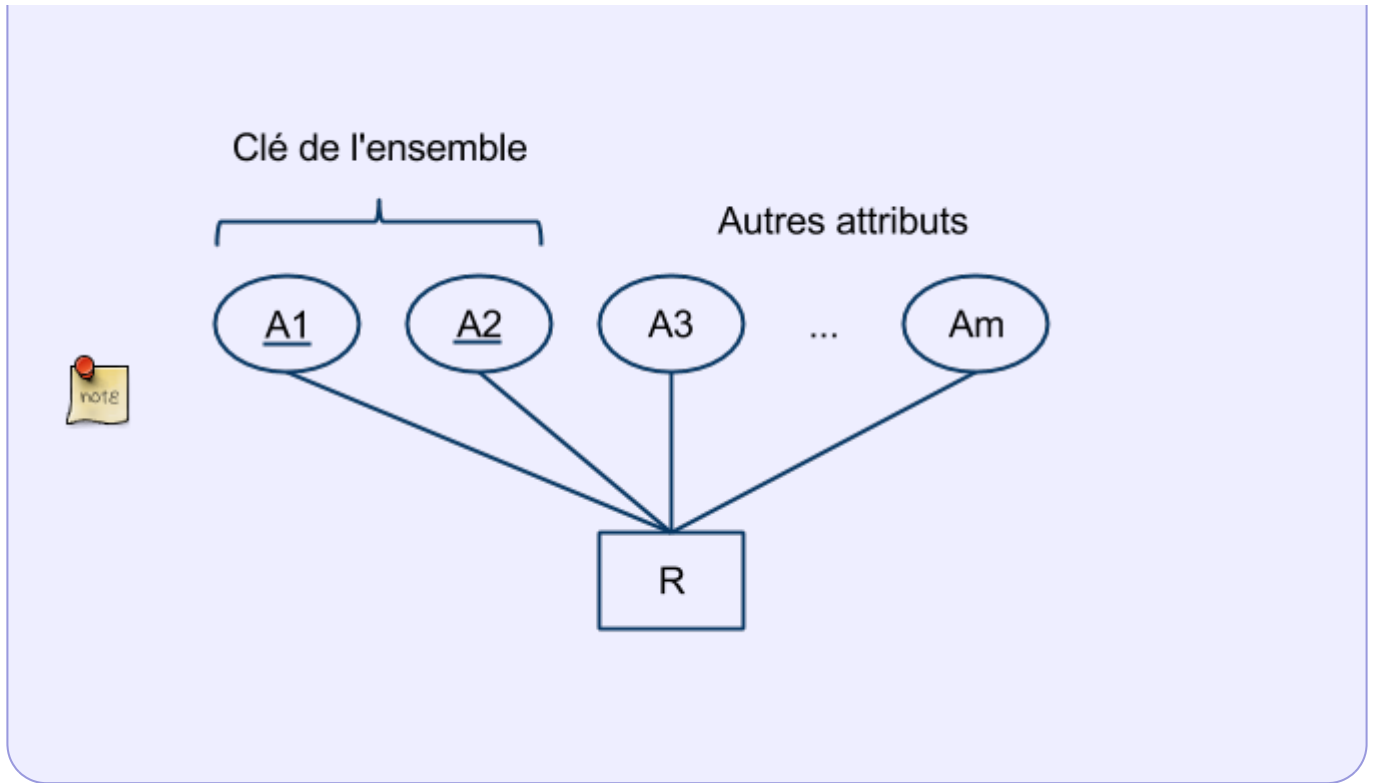 Clé de l'ensemble
Autres attributs
A1 A2 A3 ... Am
note
R